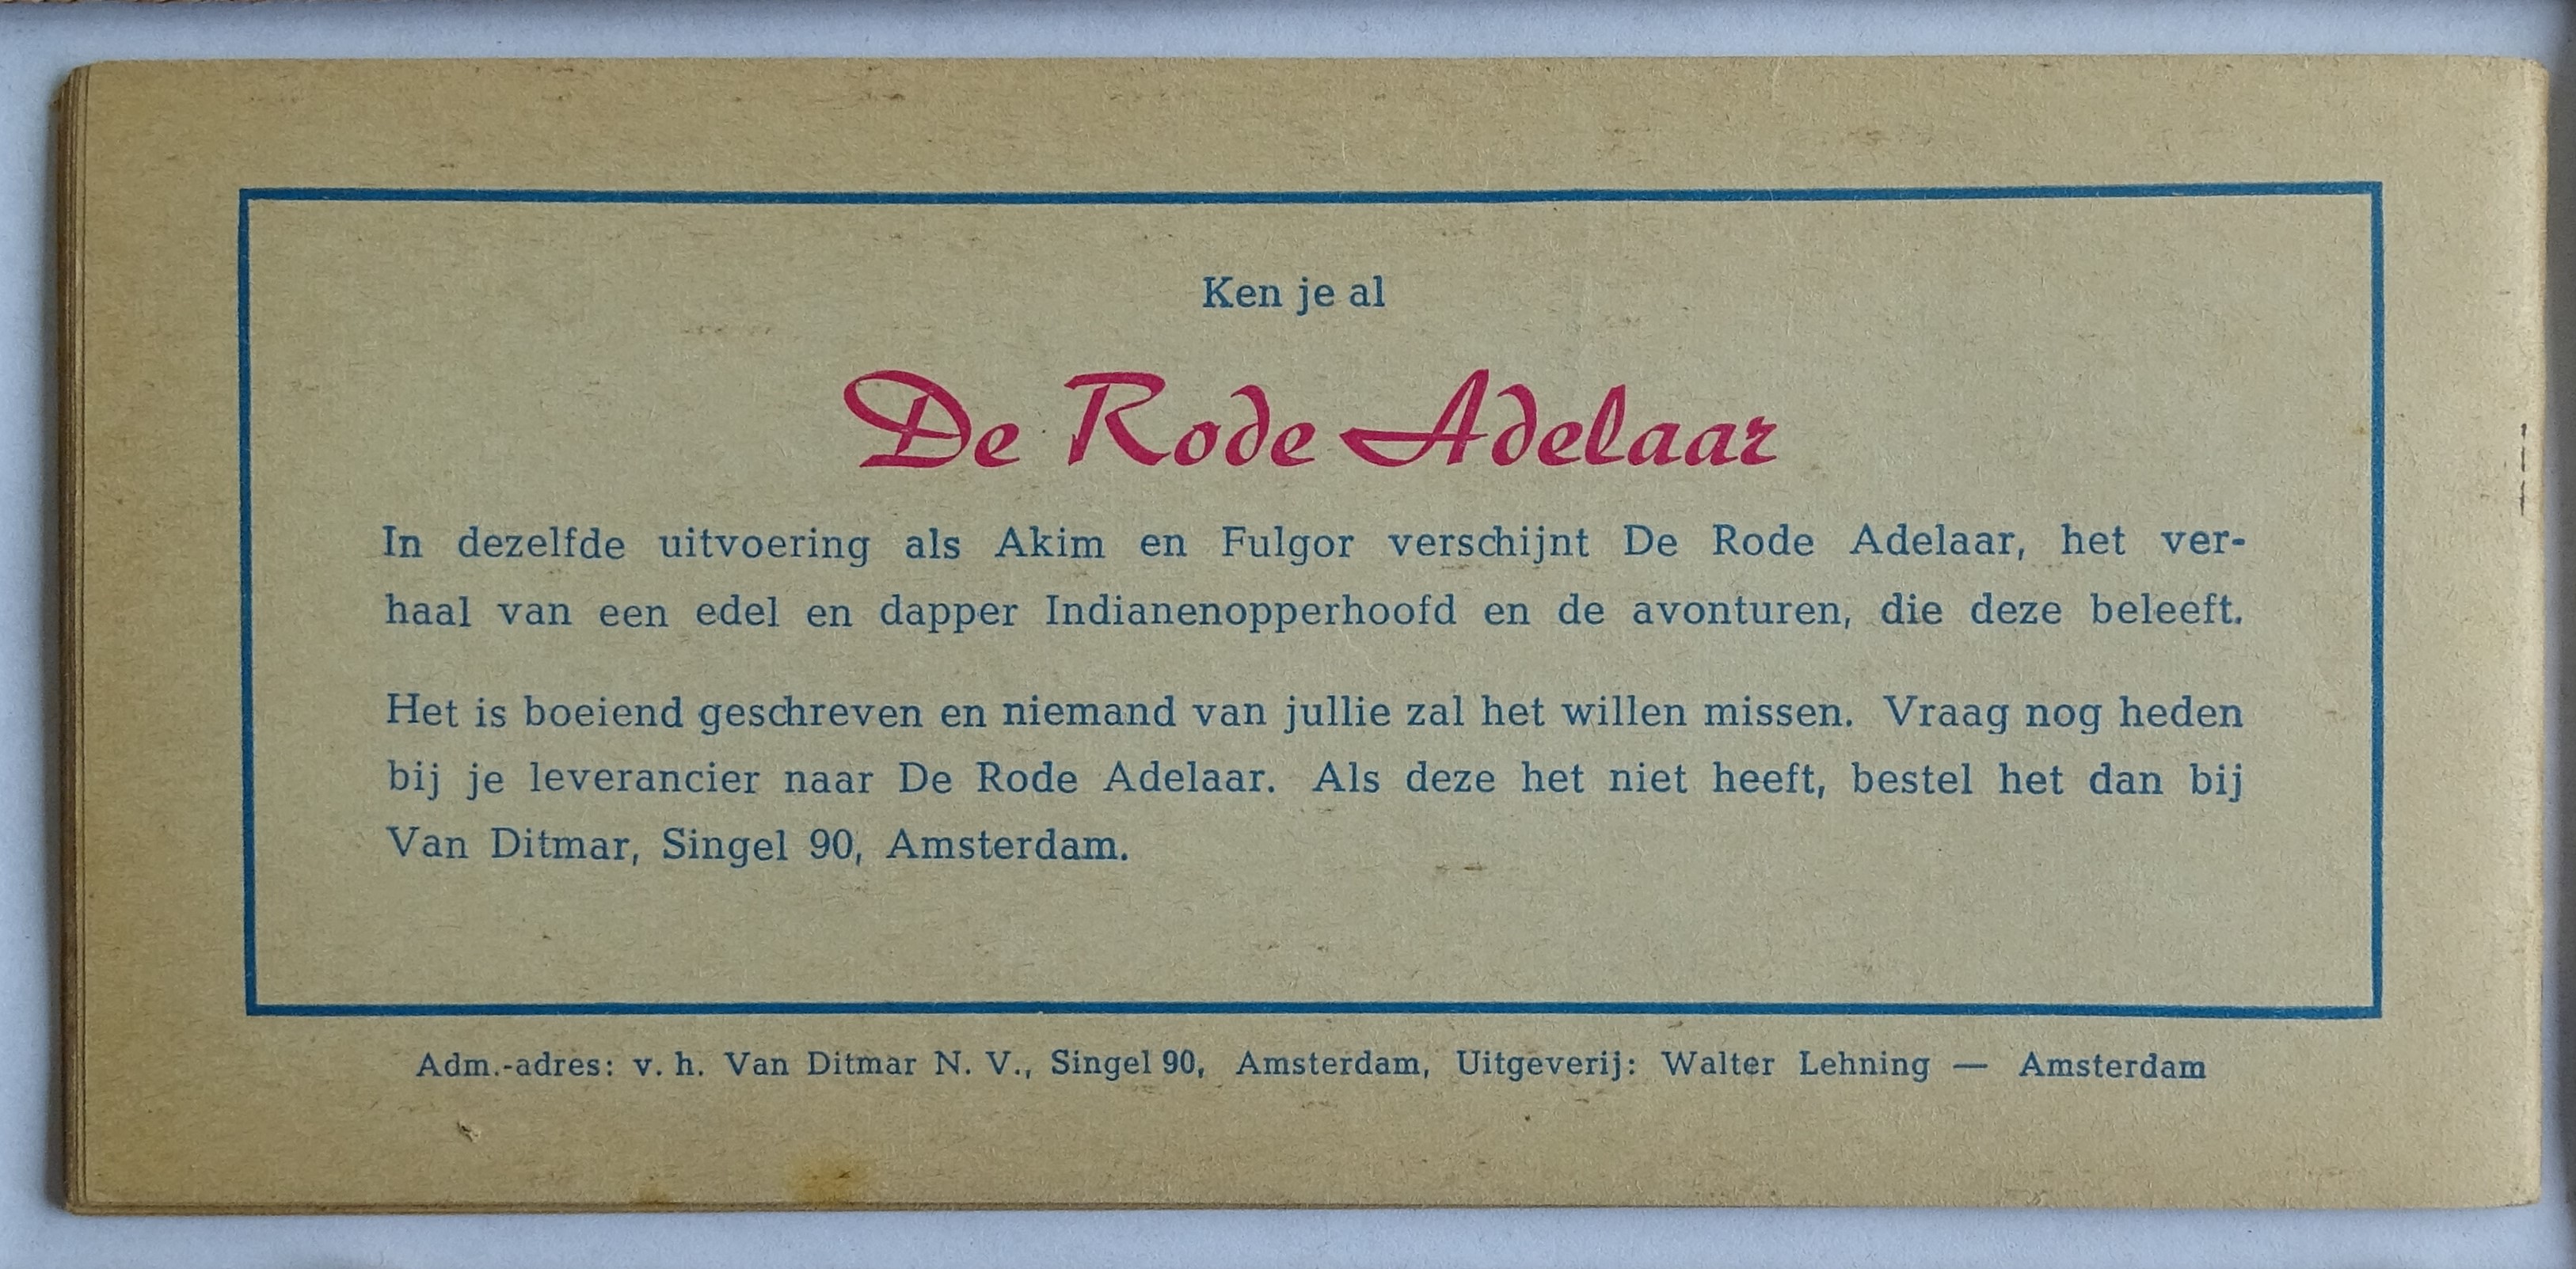 Ken je al
De Rode Adelaar
In dezelfde uitvoering als Akim en Fulgor verschijnt De Rode Adelaar, het ver-
haal van een edel en dapper Indianenopperhoofd en de avonturen, die deze beleeft.
Het is boeiend geschreven en niemand van jullie zal het willen missen. Vraag nog heden
bij je leverancier naar De Rode Adelaar. Als deze het niet heeft, bestel het dan bij
Van Ditmar, Singel 90, Amsterdam.
Adm.-adres: v. h. Van Ditmar N. V., Singel 90, Amsterdam, Uitgeverij: Walter Lehning — Amsterdam